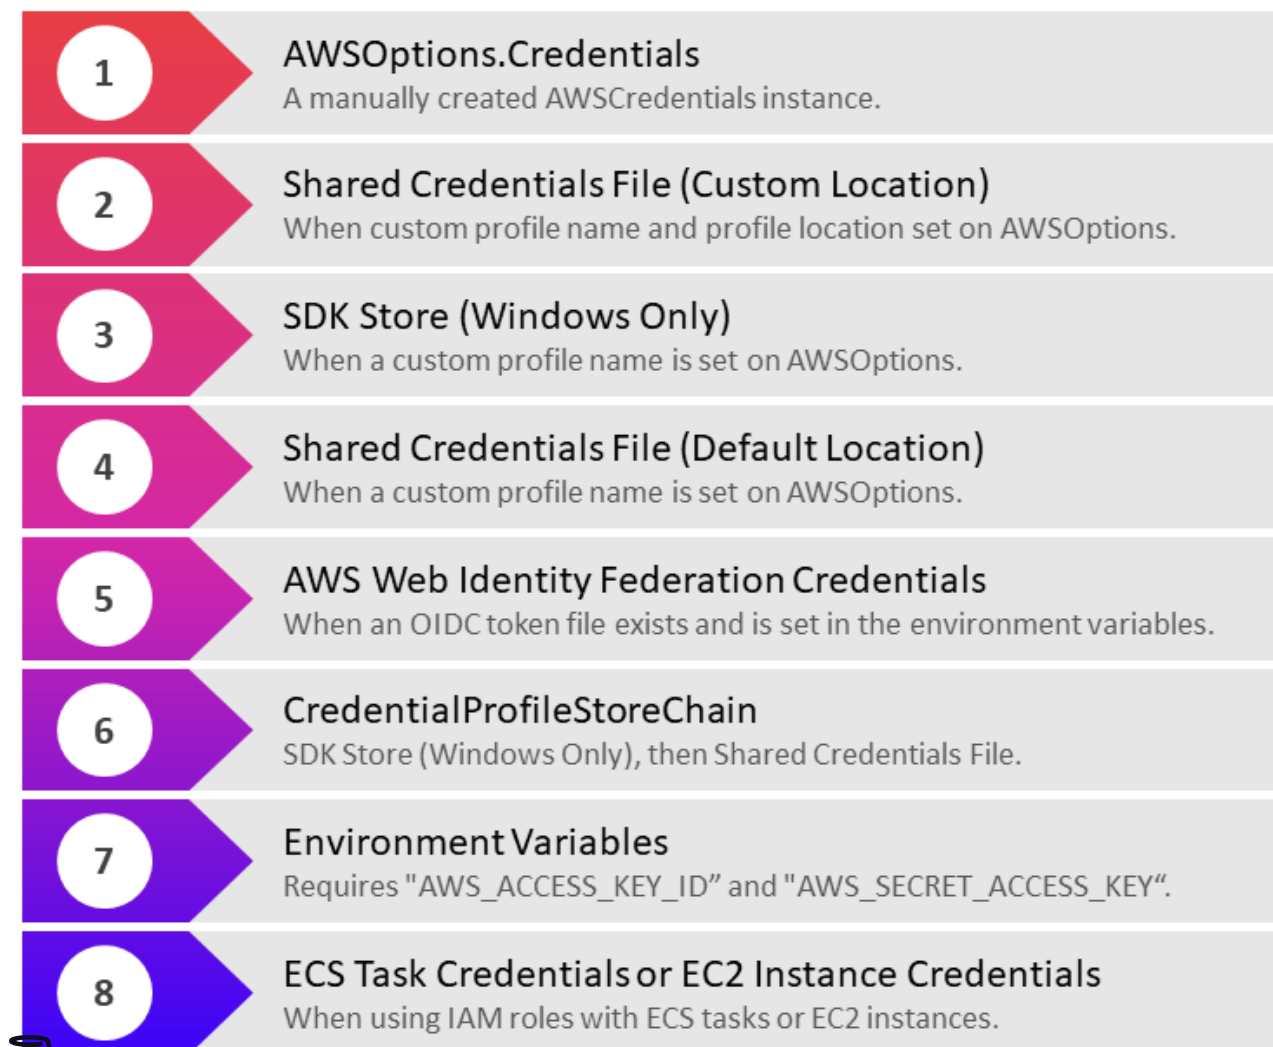 1
AWSOptions.Credentials
A manually created AWSCredentials instance.
2
Shared Credentials File (Custom Location)
When custom profile name and profile location set on AWSOptions.
3
SDK Store (Windows Only)
When a custom profile name is set on AWSOptions.
4
Shared Credentials File (Default Location)
When a custom profile name is set on AWSOptions.
5
AWS Web Identity Federation Credentials
When an OIDC token file exists and is set in the environment variables.
6
CredentialProfileStoreChain
SDK Store (Windows Only), then Shared Credentials File.
7
Environment Variables
Requires "AWS_ACCESS_KEY_ID” and "AWS_SECRET_ACCESS_KEY“.
8
ECS Task Credentials or EC2 Instance Credentials
When using IAM roles with ECS tasks or EC2 instances.